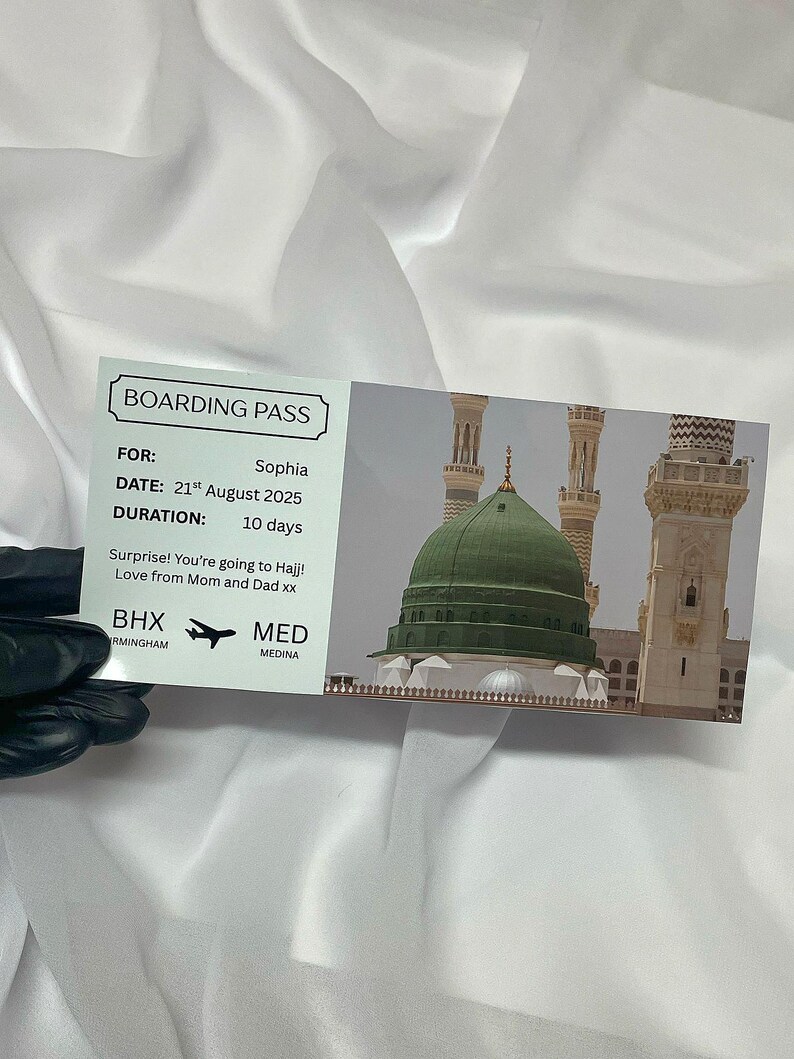 BOARDING PASS
FOR: Sophia
DATE: 21st August 2025
DURATION: 10 days
Surprise! You're going to Hajj!
Love from Mom and Dad xx
BHX MED
RMINGHAM MEDINA